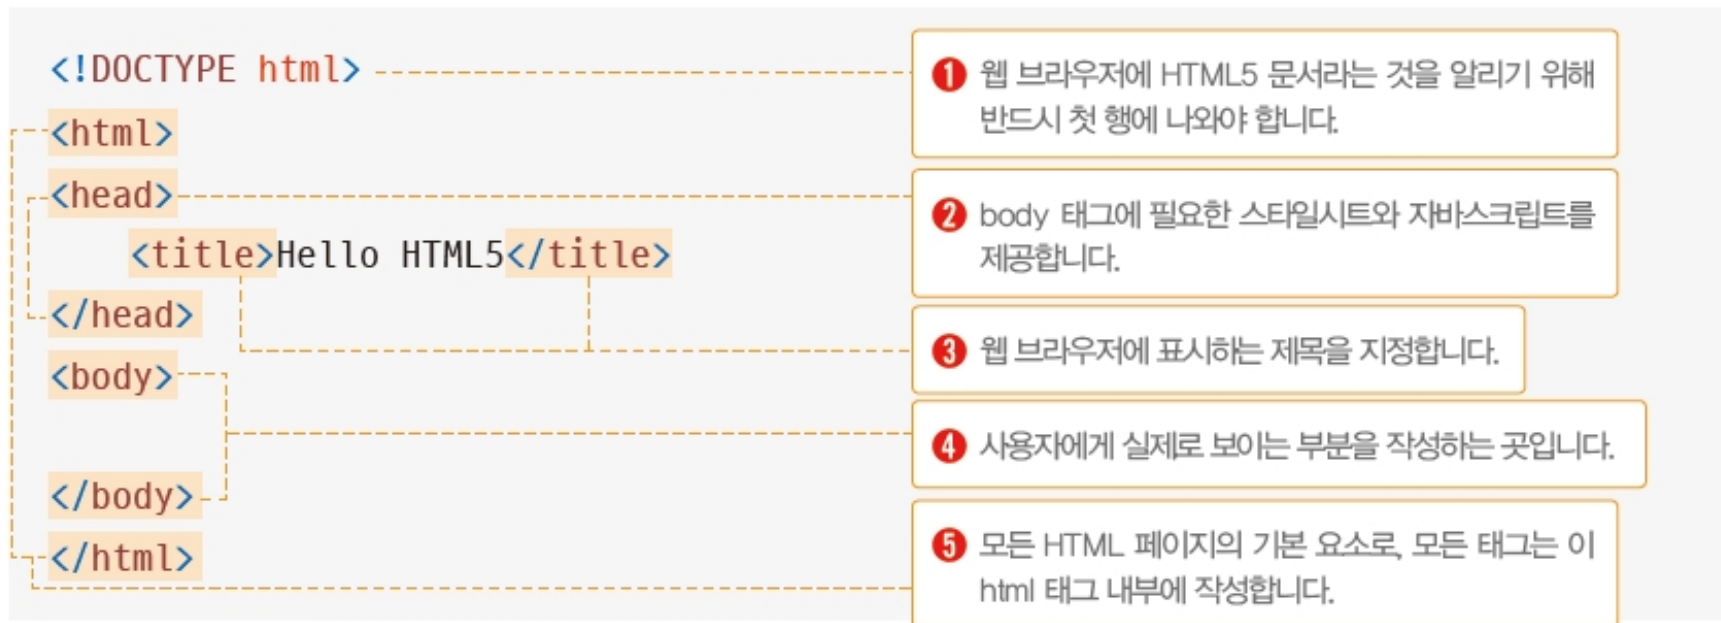 <!DOCTYPE html>
<html>
<head>
<title>Hello HTML5</title>
</head>
<body>
</body>
</html>
1 웹 브라우저에 HTML5 문서라는 것을 알리기 위해
반드시 첫 행에 나와야 합니다.
2 body 태그에 필요한 스타일시트와 자바스크립트를
제공합니다.
3 웹 브라우저에 표시하는 제목을 지정합니다.
4 사용자에게 실제로 보이는 부분을 작성하는 곳입니다.
5 모든 HTML 페이지의 기본 요소로, 모든 태그는 이
html 태그 내부에 작성합니다.